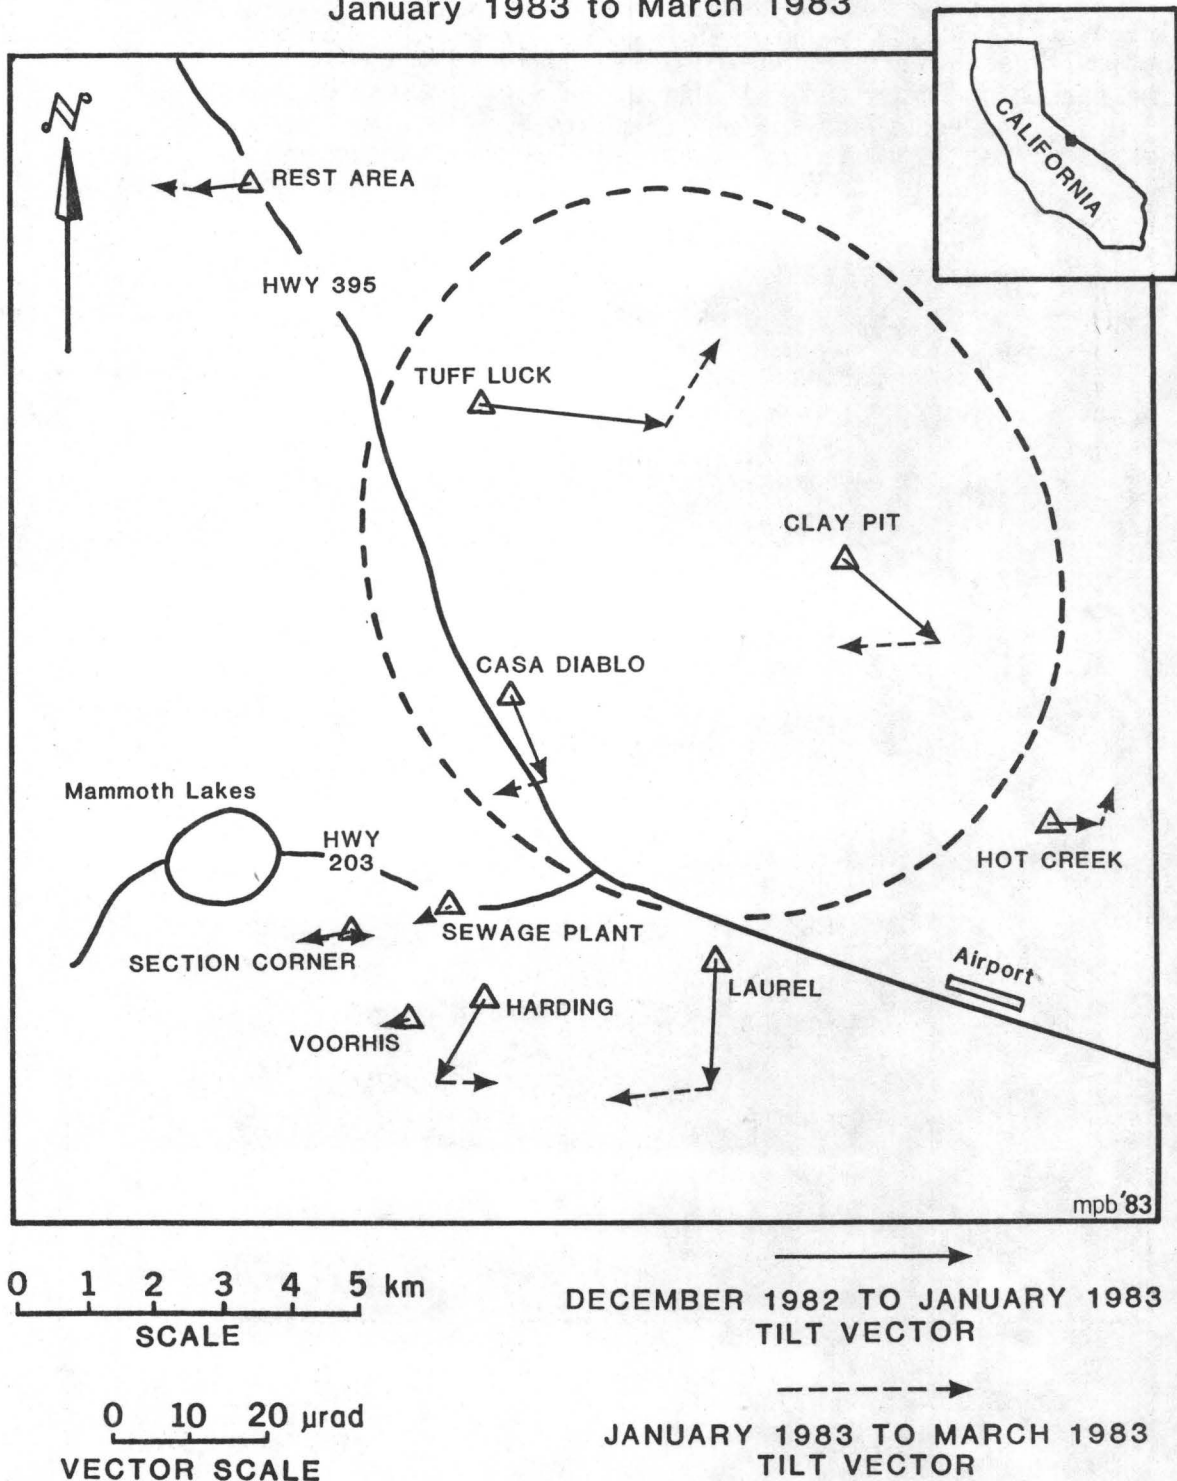 January 1983 to March 1983
N
CALIFORNIA
REST AREA
HWY 395
TUFF LUCK
CLAY PIT
CASA DIABLO
Mammoth Lakes
HWY
203
HOT CREEK
SEWAGE PLANT
SECTION CORNER
Airport
LAUREL
HARDING
VOORHIS
mpb '83
0 1 2 3 4 5 km
SCALE
DECEMBER 1982 TO JANUARY 1983
TILT VECTOR
0 10 20 μrad
VECTOR SCALE
JANUARY 1983 TO MARCH 1983
TILT VECTOR